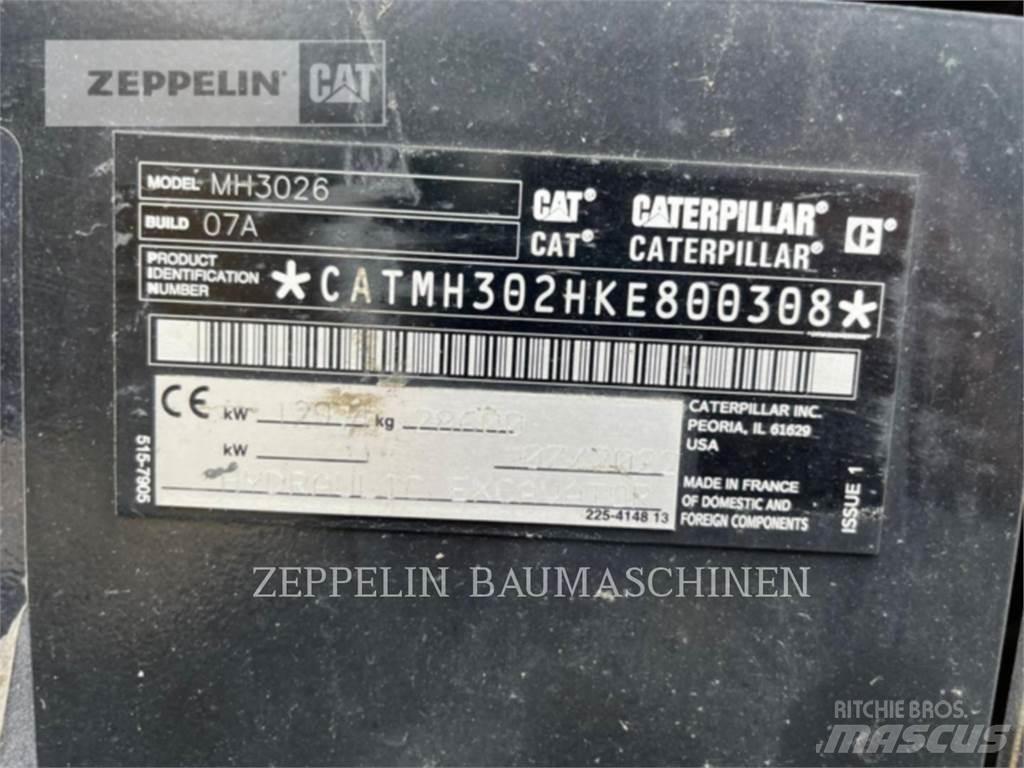 ZEPPELIN CAT
MODEL MH3026
BUILD 07A
CAT® CATERPILLAR®
CAT® CATERPILLAR®
PRODUCT
IDENTIFICATION
NUMBER
*CATMH302HKE800308*
CE kW kg
kW
HYDRAULIC EXCAVATOR
225-4148 13
515-7905
CATERPILLAR INC.
PEORIA, IL 61629
USA
MADE IN FRANCE
OF DOMESTIC AND
FOREIGN COMPONENTS
ISSUE 1
ZEPPELIN BAUMASCHINEN
RITCHIE BROS.
MASCUS